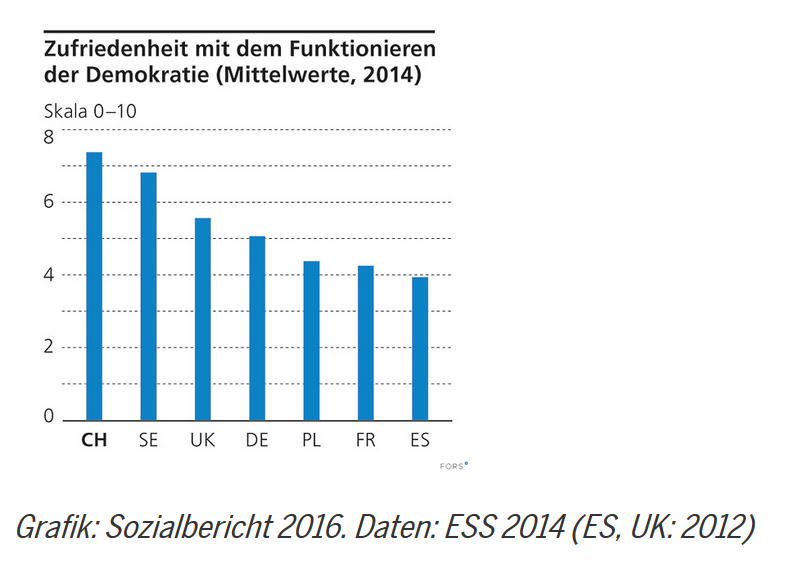 Zufriedenheit mit dem Funktionieren
der Demokratie (Mittelwerte, 2014)
Skala 0–10
8
6
4
2
0
CH SE UK DE PL FR ES
FORS
Grafik: Sozialbericht 2016. Daten: ESS 2014 (ES, UK: 2012)